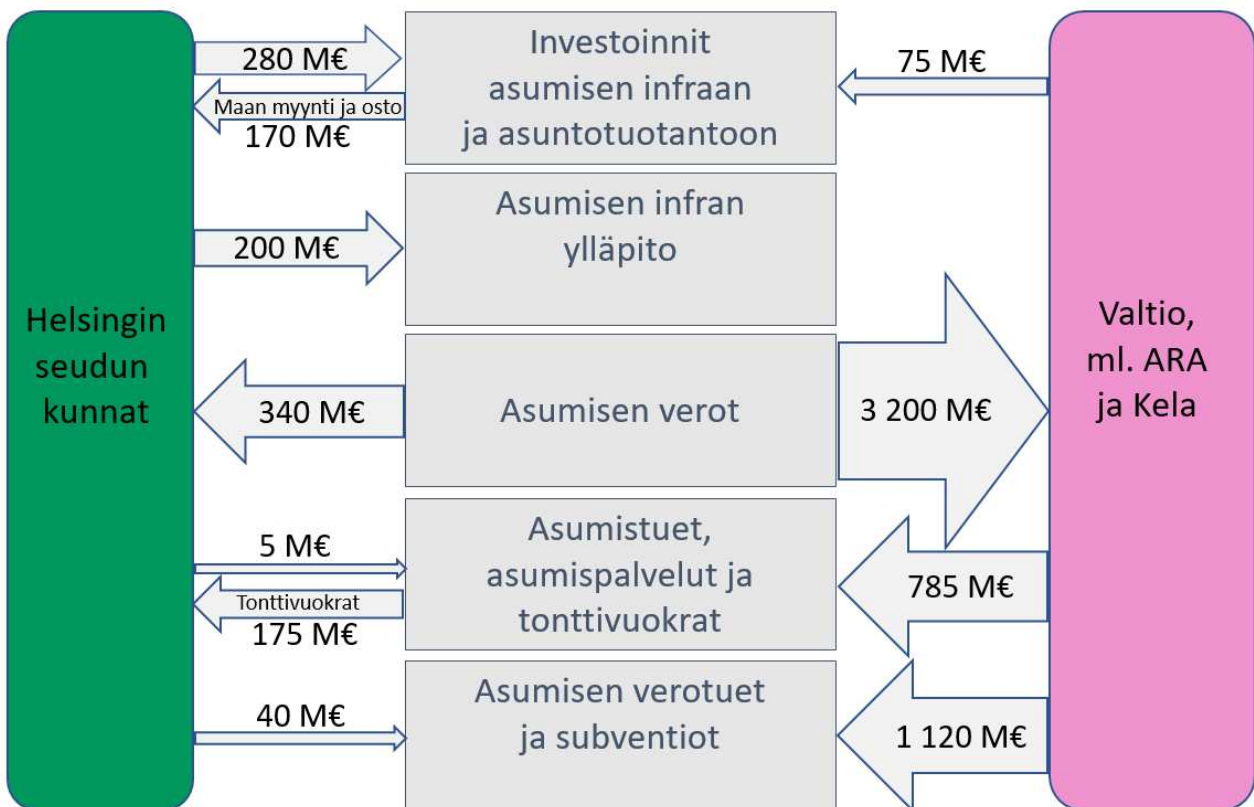 Helsingin
seudun
kunnat
280 M€
Maan myynti ja osto
170 M€
Investoinnit
asumisen infraan
ja asuntotuotantoon
75 M€
200 M€
Asumisen infran
ylläpito
340 M€
Asumisen verot
3 200 M€
5 M€
Tonttivuokrat
175 M€
Asumistuet,
asumispalvelut ja
tonttivuokrat
785 M€
40 M€
Asumisen verotuet
ja subventiot
1 120 M€
Valtio,
ml. ARA
ja Kela